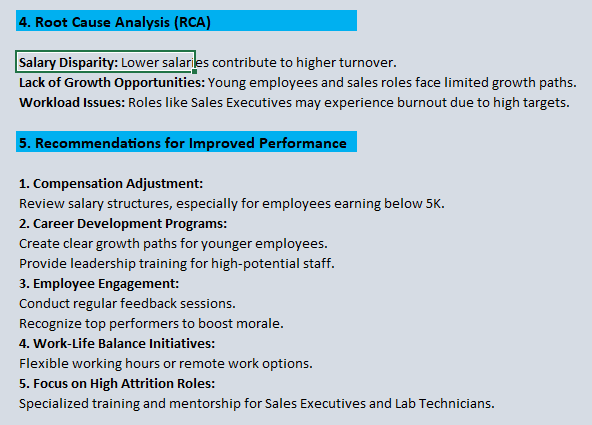 4. Root Cause Analysis (RCA)
Salary Disparity: Lower salaries contribute to higher turnover.
Lack of Growth Opportunities: Young employees and sales roles face limited growth paths.
Workload Issues: Roles like Sales Executives may experience burnout due to high targets.
5. Recommendations for Improved Performance
1. Compensation Adjustment:
Review salary structures, especially for employees earning below 5K.
2. Career Development Programs:
Create clear growth paths for younger employees.
Provide leadership training for high-potential staff.
3. Employee Engagement:
Conduct regular feedback sessions.
Recognize top performers to boost morale.
4. Work-Life Balance Initiatives:
Flexible working hours or remote work options.
5. Focus on High Attrition Roles:
Specialized training and mentorship for Sales Executives and Lab Technicians.